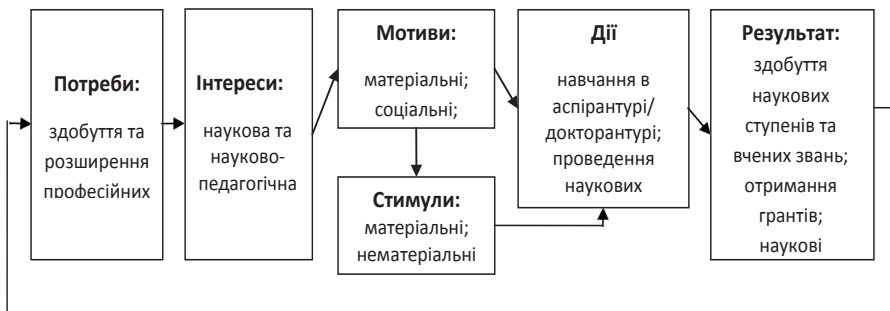 Потреби:
здобуття та
розширення
професійних
Інтереси:
наукова та
науково-
педагогічна
Мотиви:
матеріальні;
соціальні;
Стимули:
матеріальні;
нематеріальні
Дії
навчання в
аспірантурі/
докторантурі;
проведення
наукових
Результат:
здобуття
наукових
ступенів та
вчених звань;
отримання
грантів;
наукові